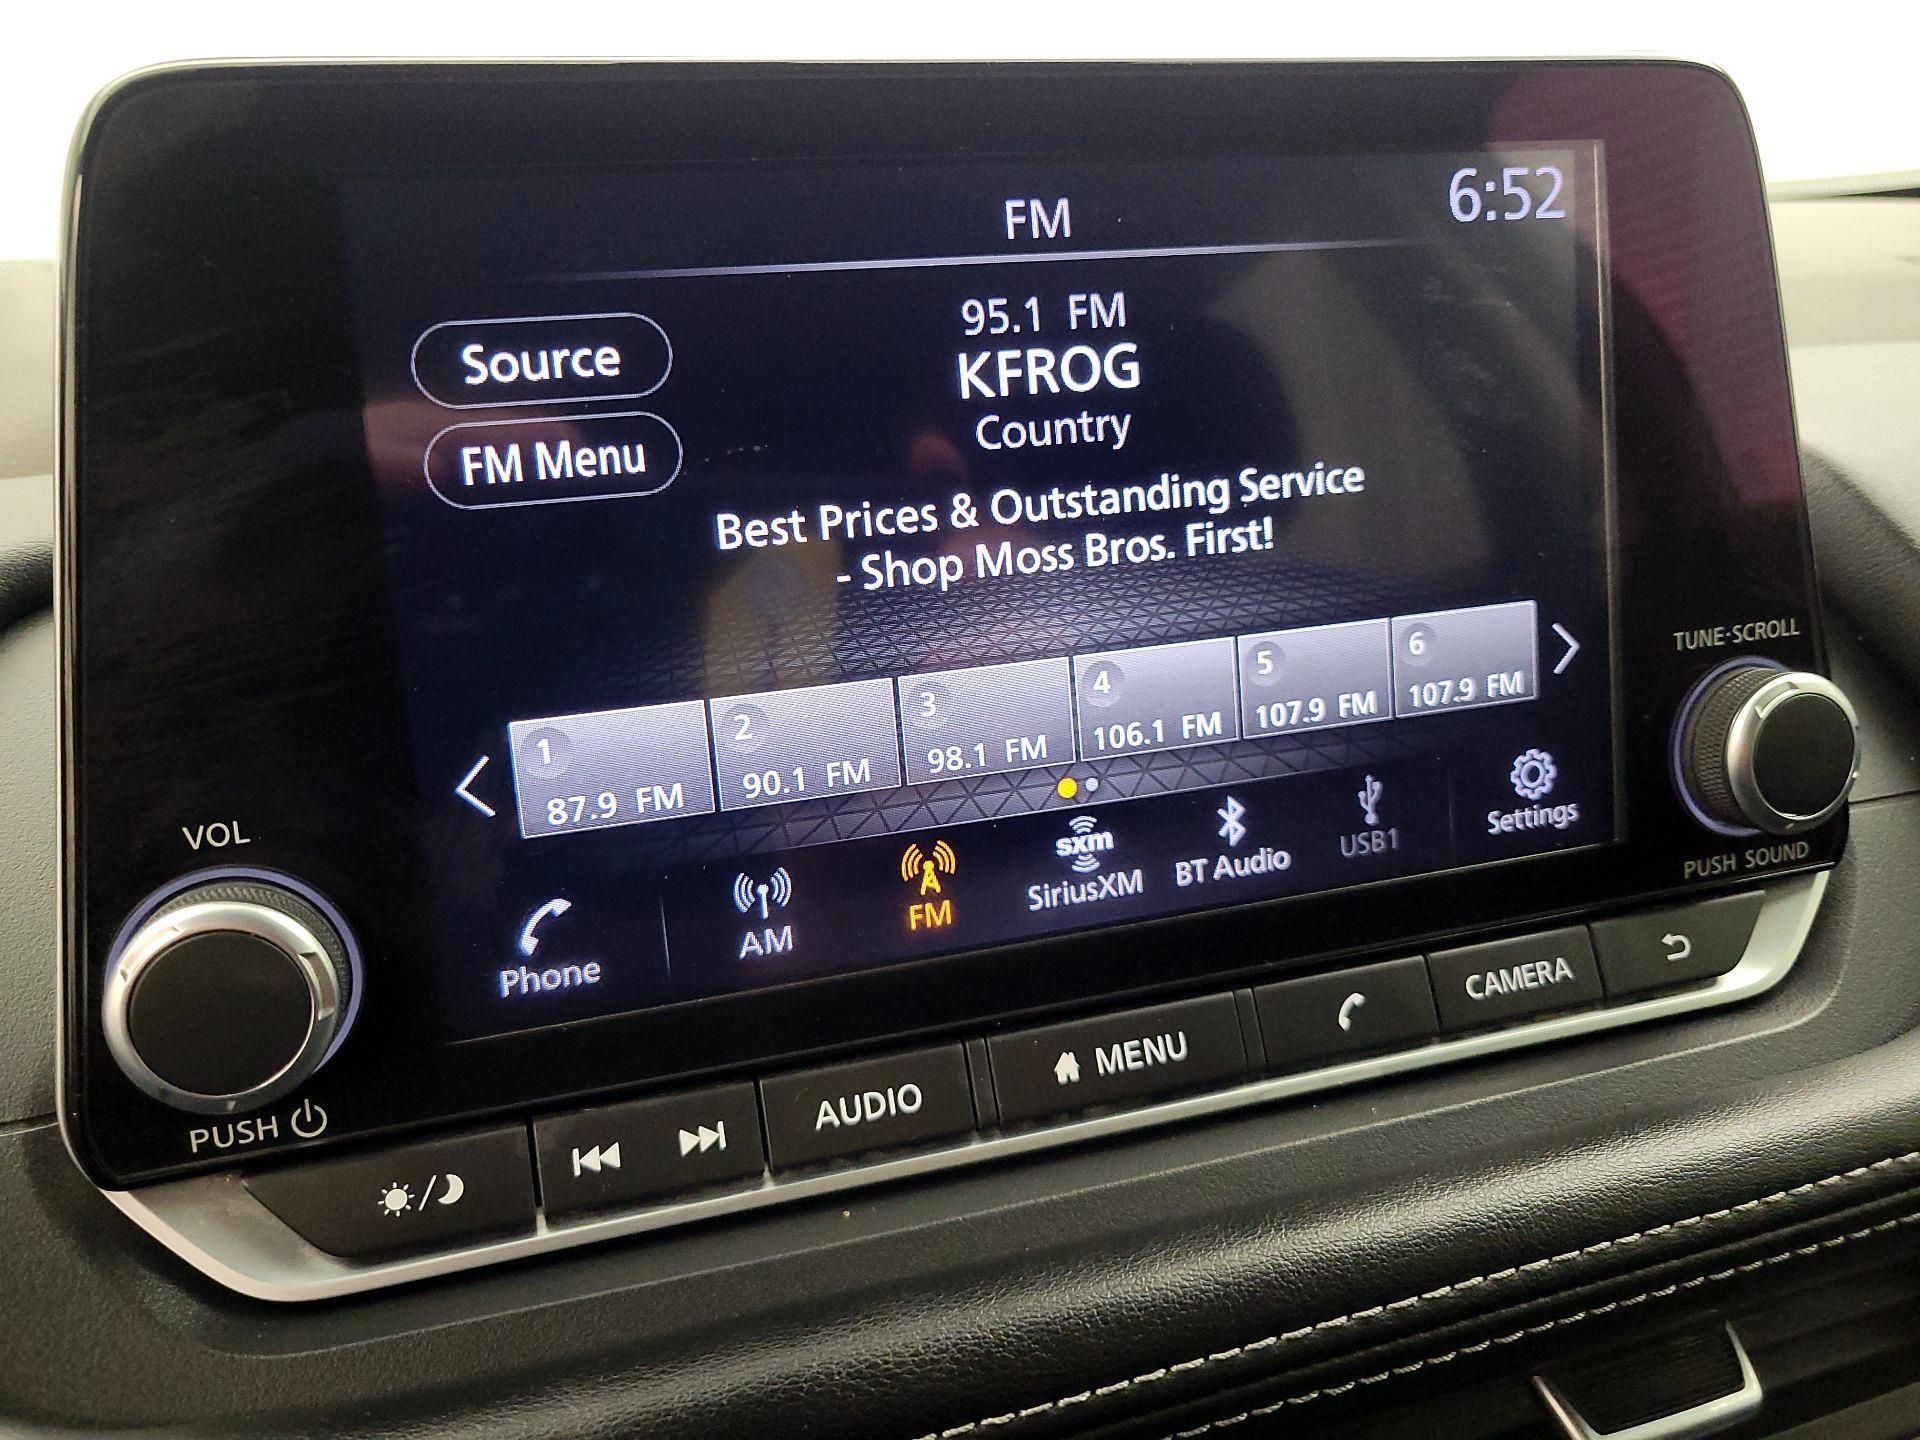 FM
6:52
95.1 FM
KFROG
Country
Source
FM Menu
Best Prices & Outstanding Service
- Shop Moss Bros. First!
1
87.9 FM
2
90.1 FM
3
98.1 FM
4
106.1 FM
5
107.9 FM
6
107.9 FM
TUNE·SCROLL
PUSH SOUND
VOL
PUSH
Phone
AM
FM
sxm
SiriusXM
BT Audio
USB1
Settings
AUDIO
MENU
CAMERA